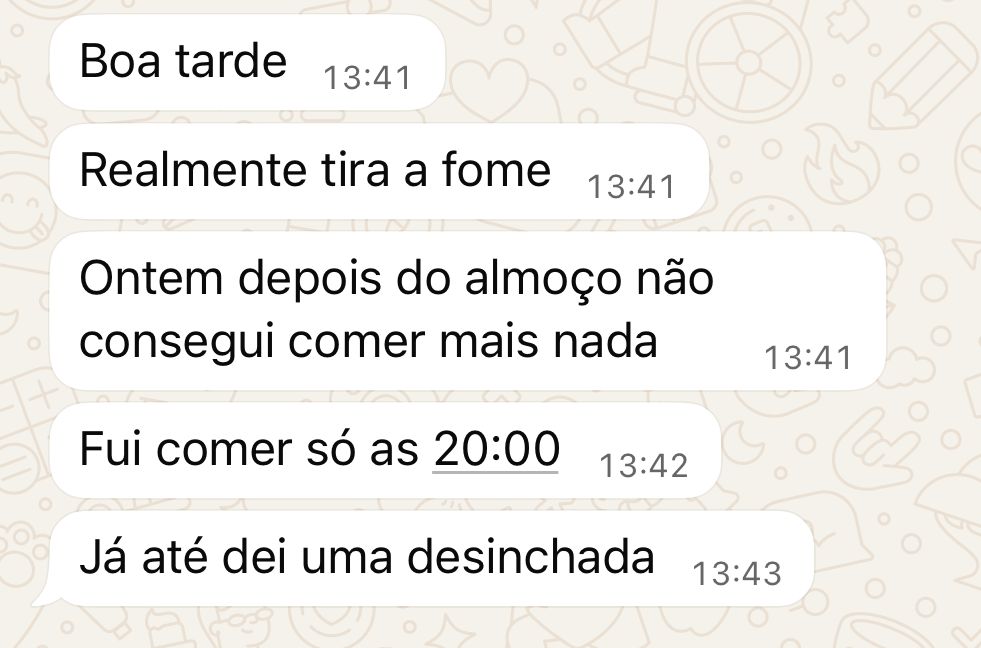 Boa tarde 13:41
Realmente tira a fome 13:41
Ontem depois do almoço não
consegui comer mais nada 13:41
Fui comer só as 20:00 13:42
Já até dei uma desinchada 13:43